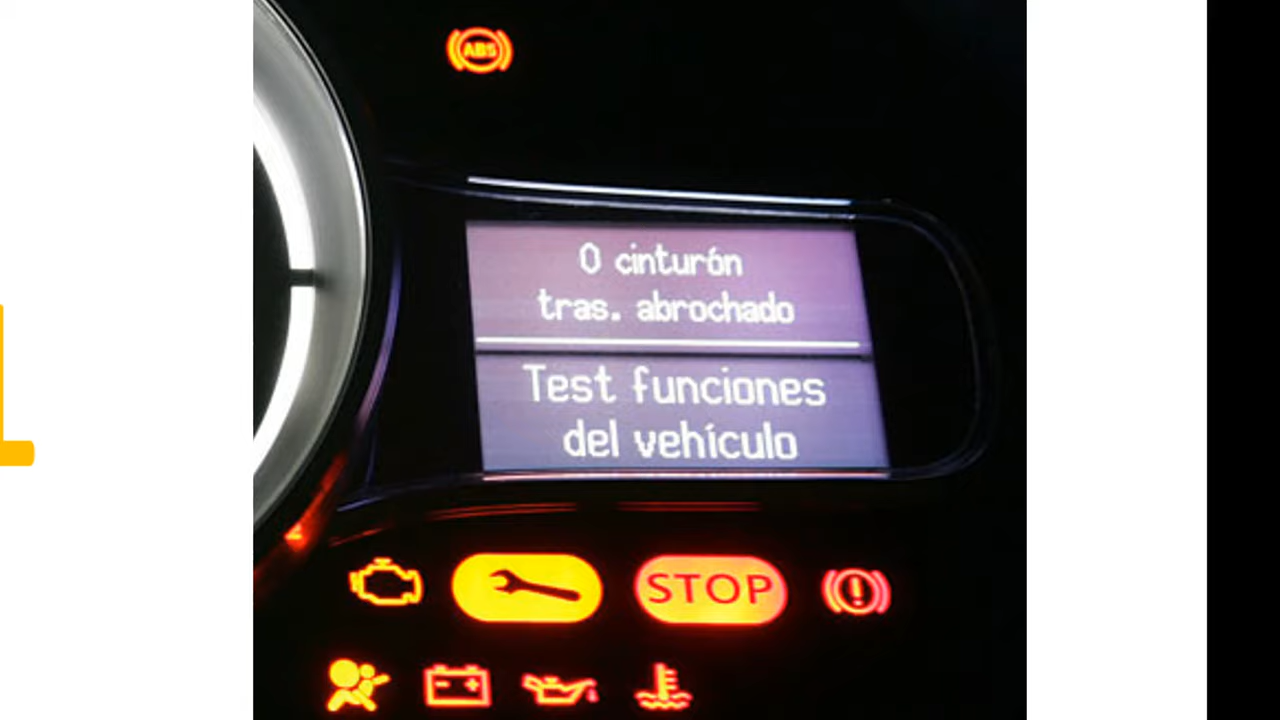 ABS
0 cinturón
tras. abrochado
Test funciones
del vehículo
STOP